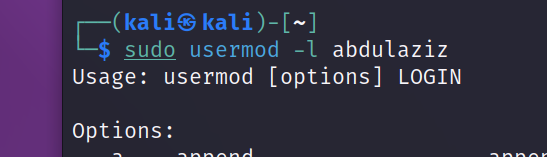 ┌──(kali㉿kali)-[~]
└─$ sudo usermod -l abdulaziz
Usage: usermod [options] LOGIN
Options: